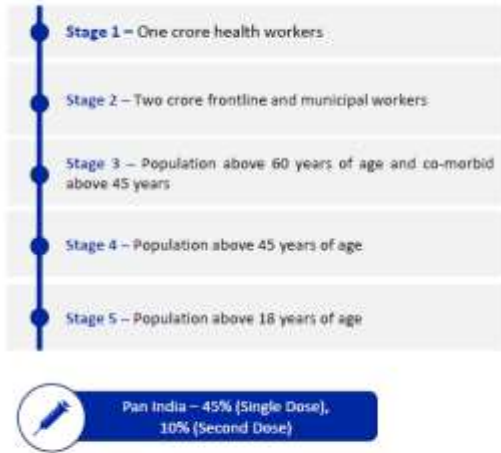 Stage 1 – One crore health workers
Stage 2 – Two crore frontline and municipal workers
Stage 3 – Population above 60 years of age and co-morbid
above 45 years
Stage 4 – Population above 45 years of age
Stage 5 – Population above 18 years of age
Pan India – 45% (Single Dose),
10% (Second Dose)